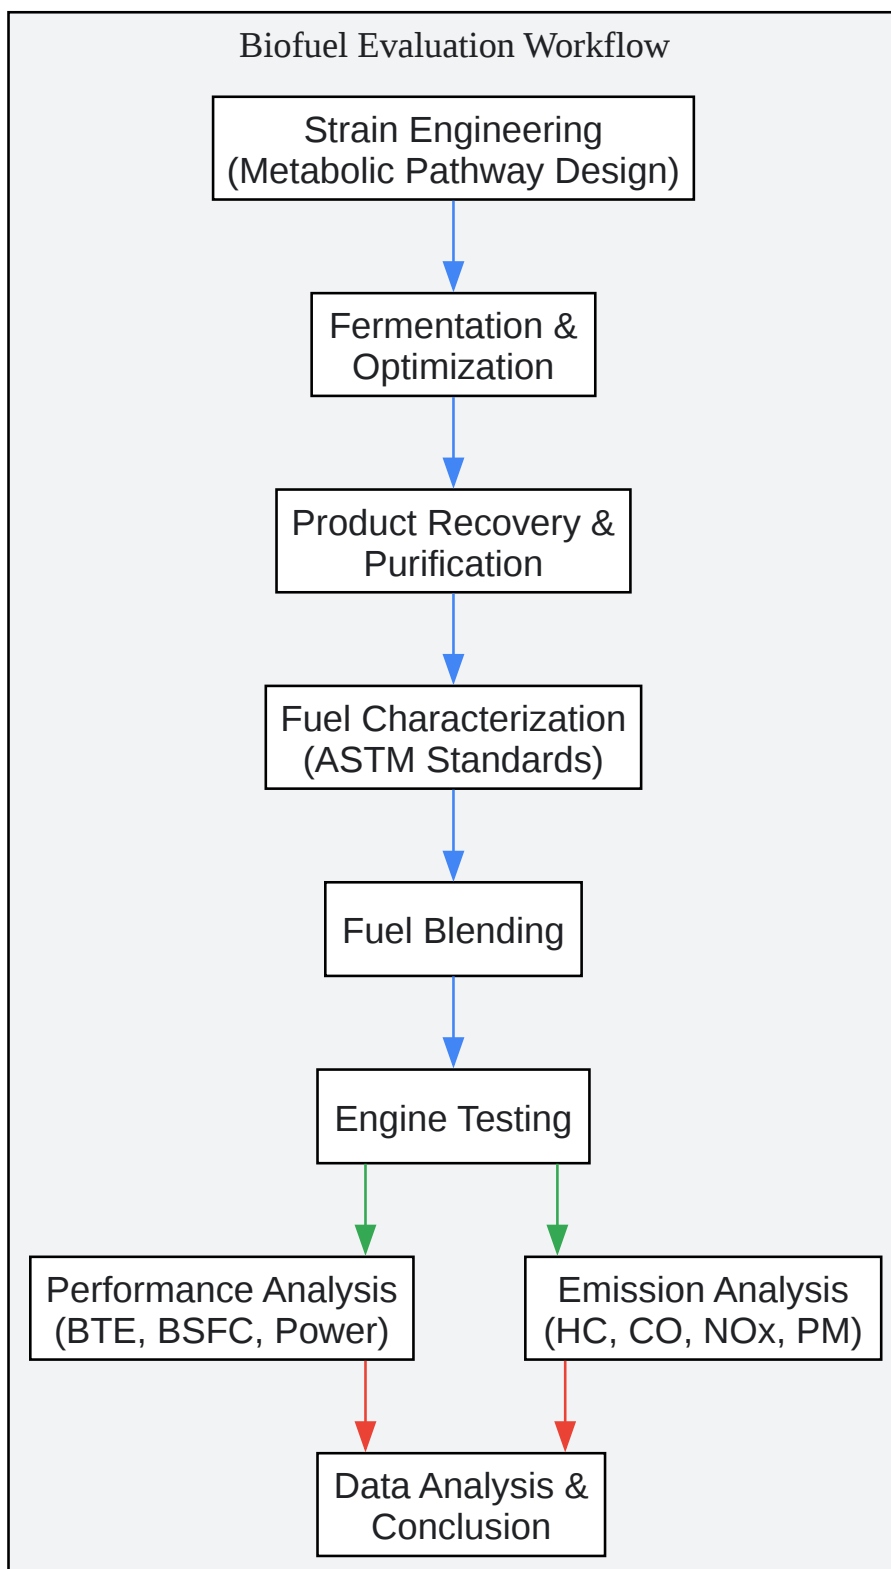 Biofuel Evaluation Workflow
Strain Engineering
(Metabolic Pathway Design)
Fermentation &
Optimization
Product Recovery &
Purification
Fuel Characterization
(ASTM Standards)
Fuel Blending
Engine Testing
Performance Analysis
(BTE, BSFC, Power)
Emission Analysis
(HC, CO, NOx, PM)
Data Analysis &
Conclusion